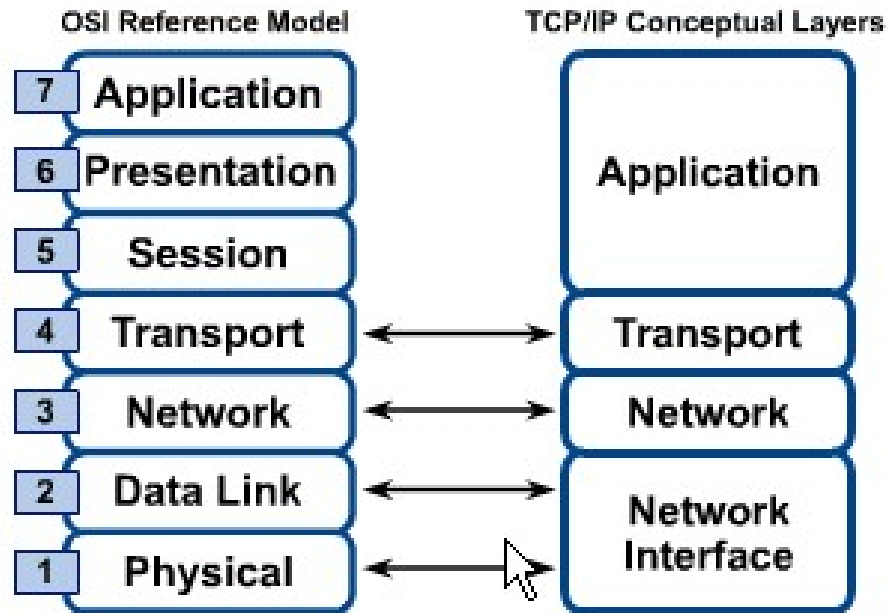 OSI Reference Model
7 Application
6 Presentation
5 Session
4 Transport
3 Network
2 Data Link
1 Physical
TCP/IP Conceptual Layers
Application
Transport
Network
Network
Interface